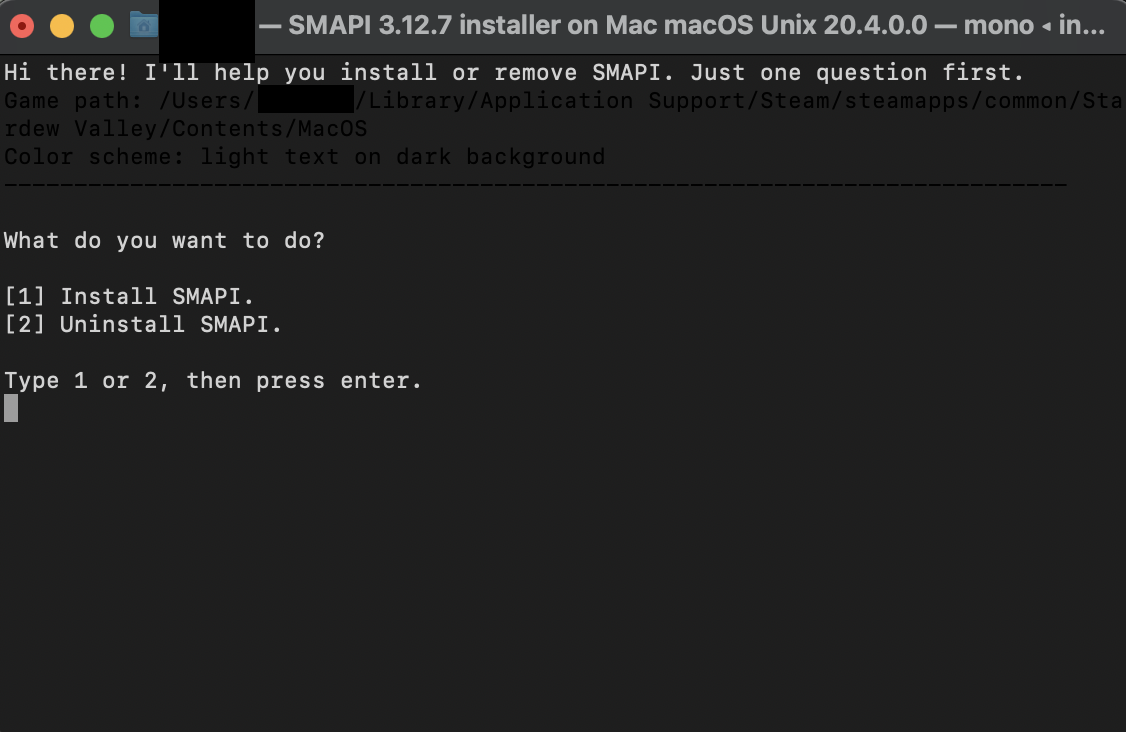 — SMAPI 3.12.7 installer on Mac macOS Unix 20.4.0.0 — mono ◂ in...
Hi there! I'll help you install or remove SMAPI. Just one question first.
Game path: /Users/ /Library/Application Support/Steam/steamapps/common/Sta
rdew Valley/Contents/MacOS
Color scheme: light text on dark background
----------------------------------------------------------------------------
What do you want to do?
[1] Install SMAPI.
[2] Uninstall SMAPI.
Type 1 or 2, then press enter.